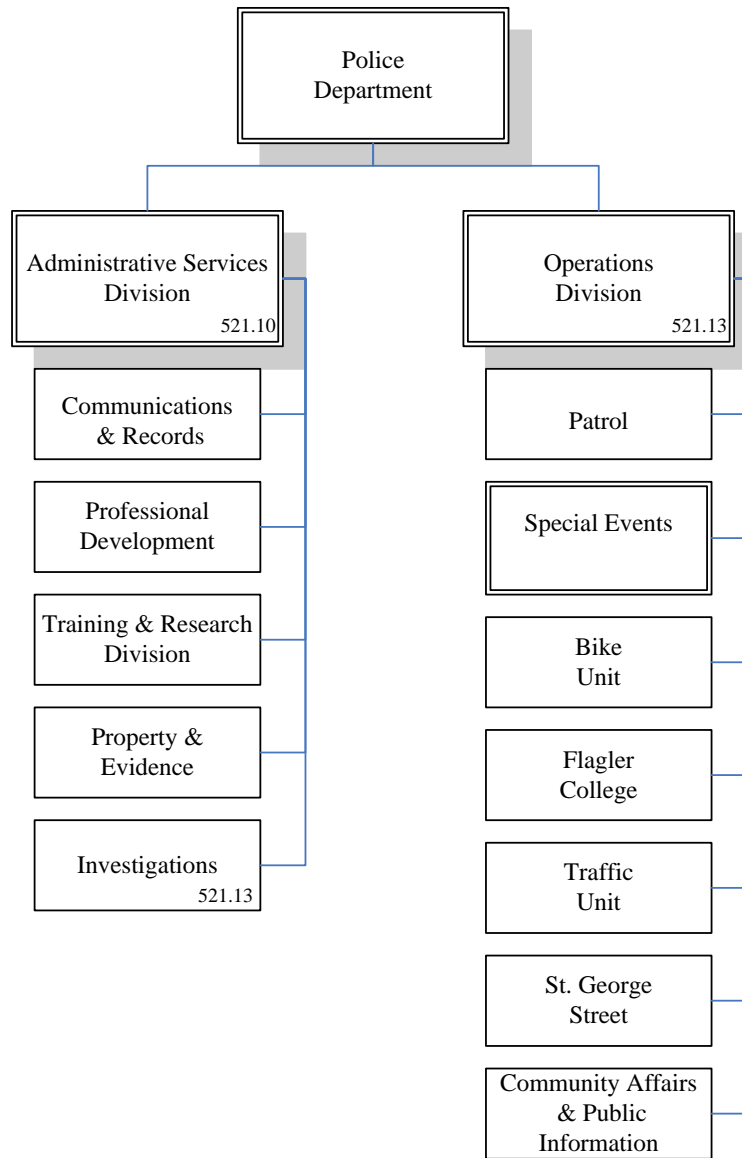 Police
Department
Administrative Services
Division
521.10
Communications
& Records
Professional
Development
Training & Research
Division
Property &
Evidence
Investigations
521.13
Operations
Division
521.13
Patrol
Special Events
Bike
Unit
Flagler
College
Traffic
Unit
St. George
Street
Community Affairs
& Public
Information